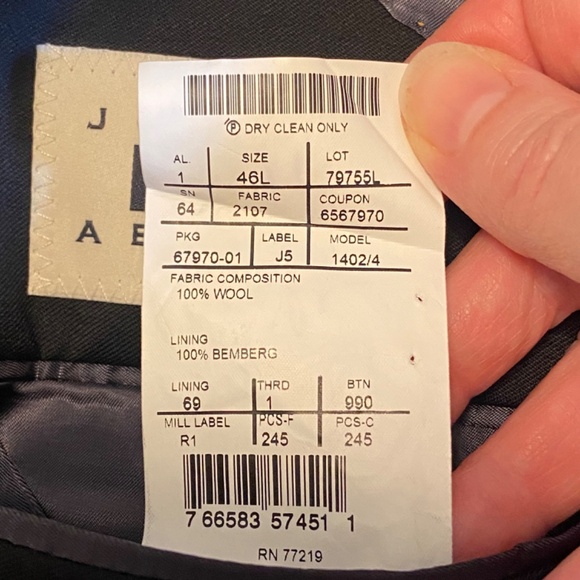 J
A
Ⓟ DRY CLEAN ONLY
AL SIZE LOT
1 46L 79755L
SN FABRIC COUPON
64 2107 6567970
PKG LABEL MODEL
67970-01 J5 1402/4
FABRIC COMPOSITION
100% WOOL
LINING
100% BEMBERG
LINING THRD BTN
69 1 990
MILL LABEL PCS-F PCS-C
R1 245 245
7 66583 57451 1
RN 77219